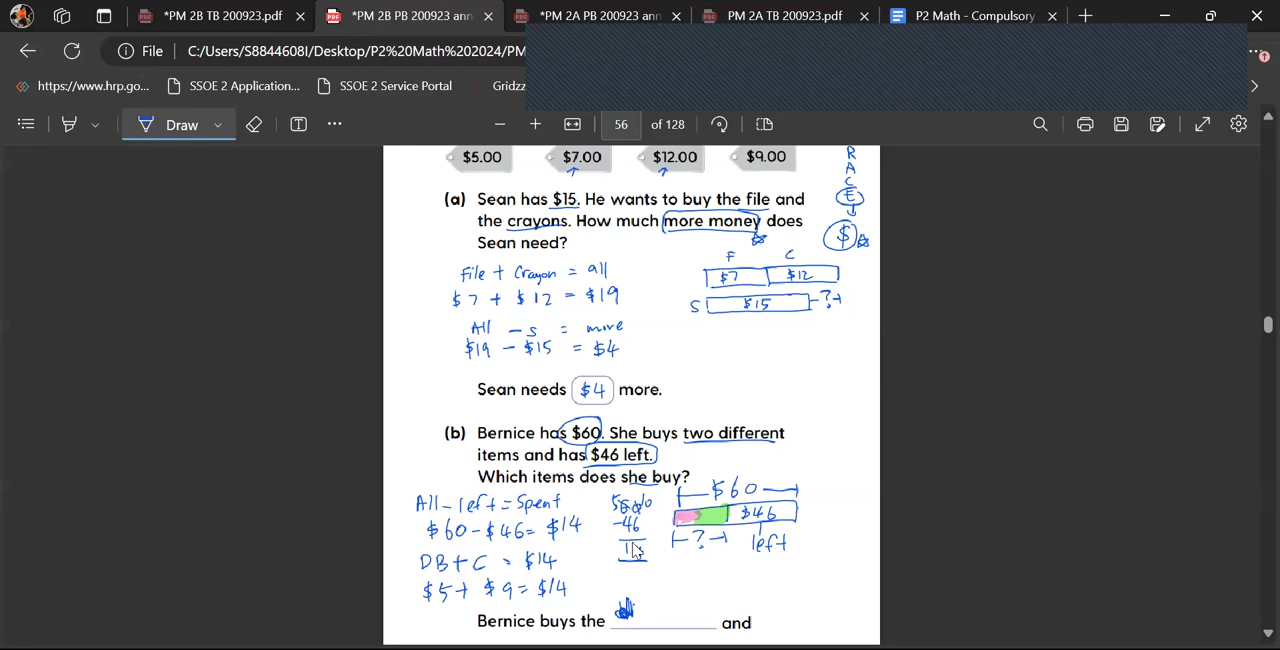 *PM 2B TB 200923.pdf
*PM 2B PB 200923 ann
*PM 2A PB 200923 ann
PM 2A TB 200923.pdf
P2 Math - Compulsory
File
C:/Users/S8844608I/Desktop/P2%20Math%202024/PM
https://www.hrp.go...
SSOE 2 Application...
SSOE 2 Service Portal
Gridzz
Draw
56 of 128
$5.00 $7.00 $12.00 $9.00
R
A
C
E
$
(a) Sean has $15. He wants to buy the file and
the crayons. How much more money does
Sean need?
F C
$7 $12
S $15 ?
File + Crayon = all
$7 + $12 = $19
All - S = more
$19 - $15 = $4
Sean needs $4 more.
(b) Bernice has $60. She buys two different
items and has $46 left.
Which items does she buy?
All - left = Spent
$60 - $46 = $14
DB + C = $14
$5 + $9 = $14
-46
$60
$46
? left
Bernice buys the
and